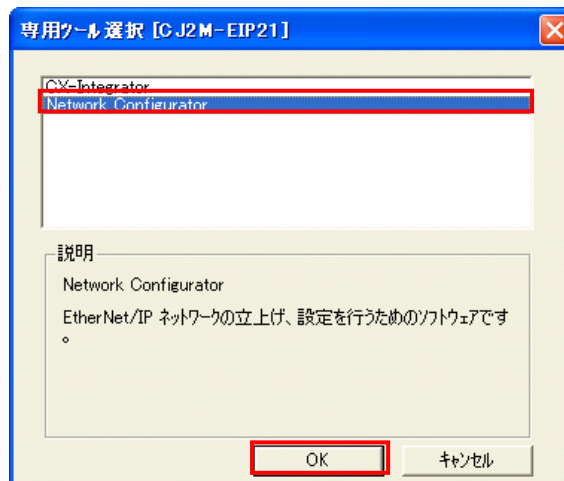 専用ツール選択 [CJ2M-EIP21]
CX-Integrator
Network Configurator
説明
Network Configurator
EtherNet/IP ネットワークの立上げ、設定を行うためのソフトウェアです
。
OK
キャンセル